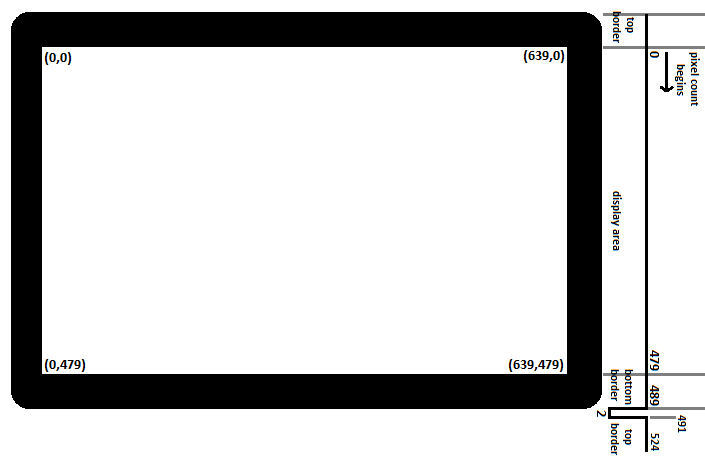 (0,0)
(639,0)
(0,479)
(639,479)
top
border
0
pixel count
begins
display area
479
bottom
border
489
2
491
top
border
524